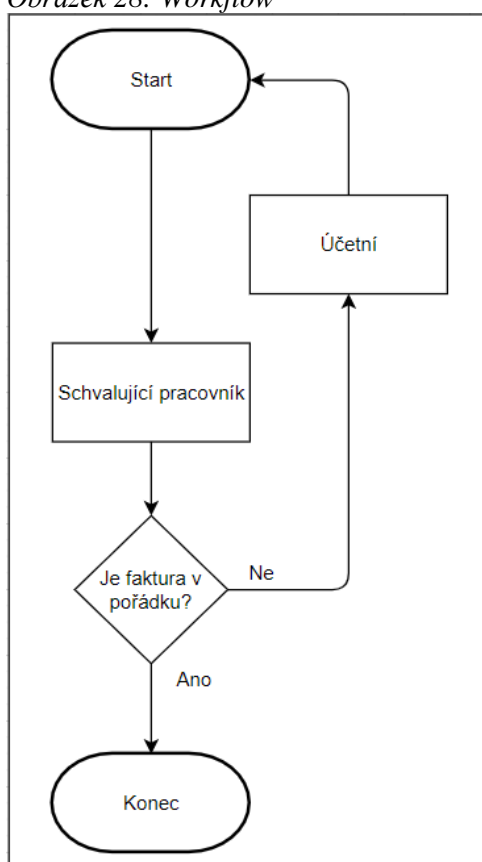 Obrázek 28: Workflow
Start
Účetní
Schvalující pracovník
Je faktura v
pořádku?
Ne
Ano
Konec